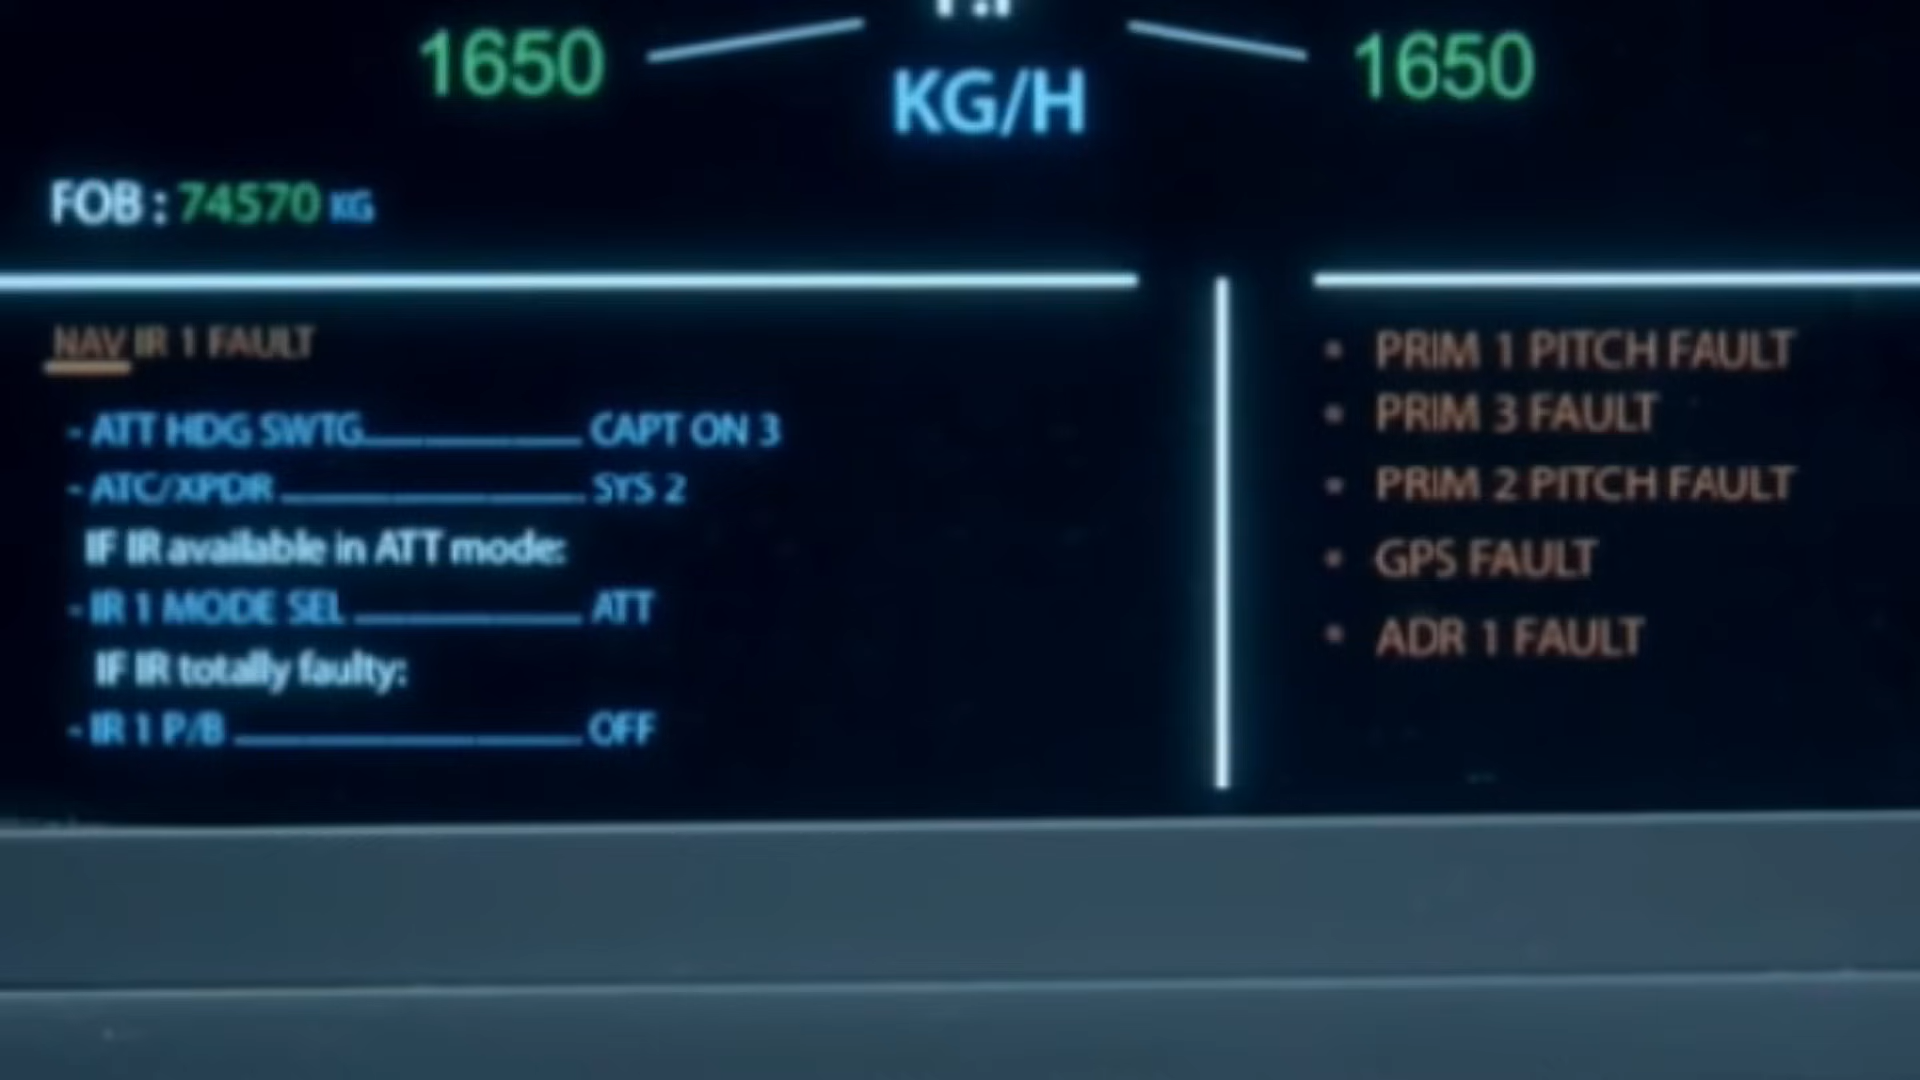 1650 1650
KG/H
FOB : 74570 KG
NAV IR 1 FAULT
- ATT HDG SWTG CAPT ON 3
- ATC/XPDR SYS 2
IF IR available in ATT mode:
- IR 1 MODE SEL ATT
IF IR totally faulty:
- IR 1 P/B OFF
• PRIM 1 PITCH FAULT
• PRIM 3 FAULT
• PRIM 2 PITCH FAULT
• GPS FAULT
• ADR 1 FAULT